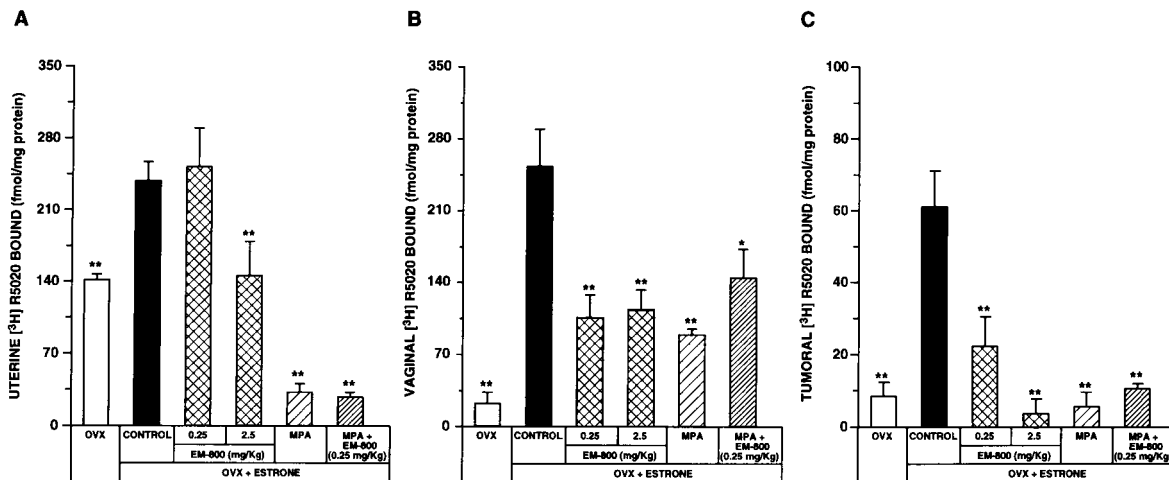 A
UTERINE [³H] R5020 BOUND (fmol/mg protein)
350
280
210
140
70
0
**
**
**
**
OVX
CONTROL
0.25
2.5
EM-800 (mg/Kg)
MPA
MPA +
EM-800
(0.25 mg/Kg)
OVX + ESTRONE
B
VAGINAL [³H] R5020 BOUND (fmol/mg protein)
350
280
210
140
70
0
**
**
**
**
*
OVX
CONTROL
0.25
2.5
EM-800 (mg/Kg)
MPA
MPA +
EM-800
(0.25 mg/Kg)
OVX + ESTRONE
C
TUMORAL [³H] R5020 BOUND (fmol/mg protein)
100
80
60
40
20
0
**
**
**
**
**
OVX
CONTROL
0.25
2.5
EM-800 (mg/Kg)
MPA
MPA +
EM-800
(0.25 mg/Kg)
OVX + ESTRONE